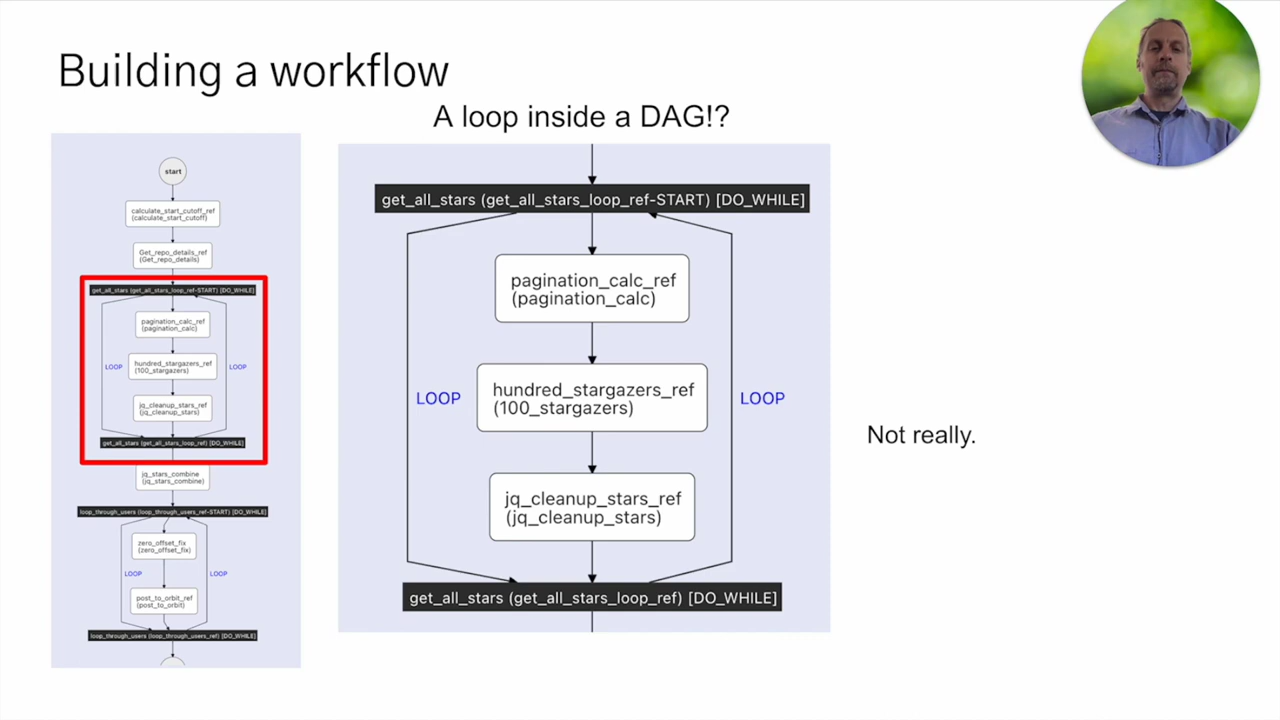 Building a workflow
A loop inside a DAG!?
start
calculate_start_cutoff_ref
(calculate_start_cutoff)
Get_repo_details_ref
(Get_repo_details)
get_all_stars (get_all_stars_loop_ref-START) [DO_WHILE]
pagination_calc_ref
(pagination_calc)
LOOP
hundred_stargazers_ref
(100_stargazers)
LOOP
jq_cleanup_stars_ref
(jq_cleanup_stars)
get_all_stars (get_all_stars_loop_ref) [DO_WHILE]
jq_stars_combine
(jq_stars_combine)
loop_through_users (loop_through_users_ref-START) [DO_WHILE]
zero_offset_fix
(zero_offset_fix)
LOOP
LOOP
post_to_orbit_ref
(post_to_orbit)
loop_through_users (loop_through_users_ref) [DO_WHILE]
get_all_stars (get_all_stars_loop_ref-START) [DO_WHILE]
pagination_calc_ref
(pagination_calc)
LOOP
hundred_stargazers_ref
(100_stargazers)
LOOP
jq_cleanup_stars_ref
(jq_cleanup_stars)
get_all_stars (get_all_stars_loop_ref) [DO_WHILE]
Not really.